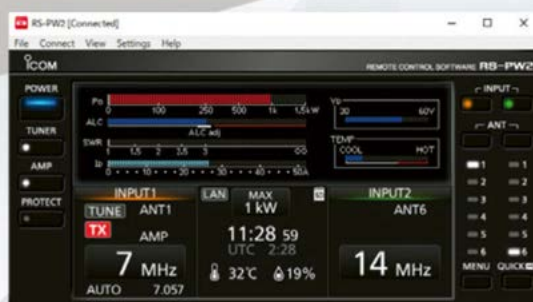 RS-PW2 [Connected]
File Connect View Settings Help
ICOM REMOTE CONTROL SOFTWARE RS-PW2
POWER
TUNER
AMP
PROTECT
Po
0 100 250 500 1k 1.5kW
ALC
ALC adj
SWR
1 1.5 2 2.5 3 ∞
ID
0 10 20 30 40 50A
VD
30 60V
TEMP
COOL HOT
INPUT1
TUNE ANT1
TX AMP
7 MHz
AUTO 7.057
LAN MAX
1 kW
11:28 59
UTC 2:28
32℃ 19%
INPUT2
ANT6
14 MHz
INPUT
ANT
1 1
2 2
3 3
4 4
5 5
6 6
MENU QUICK